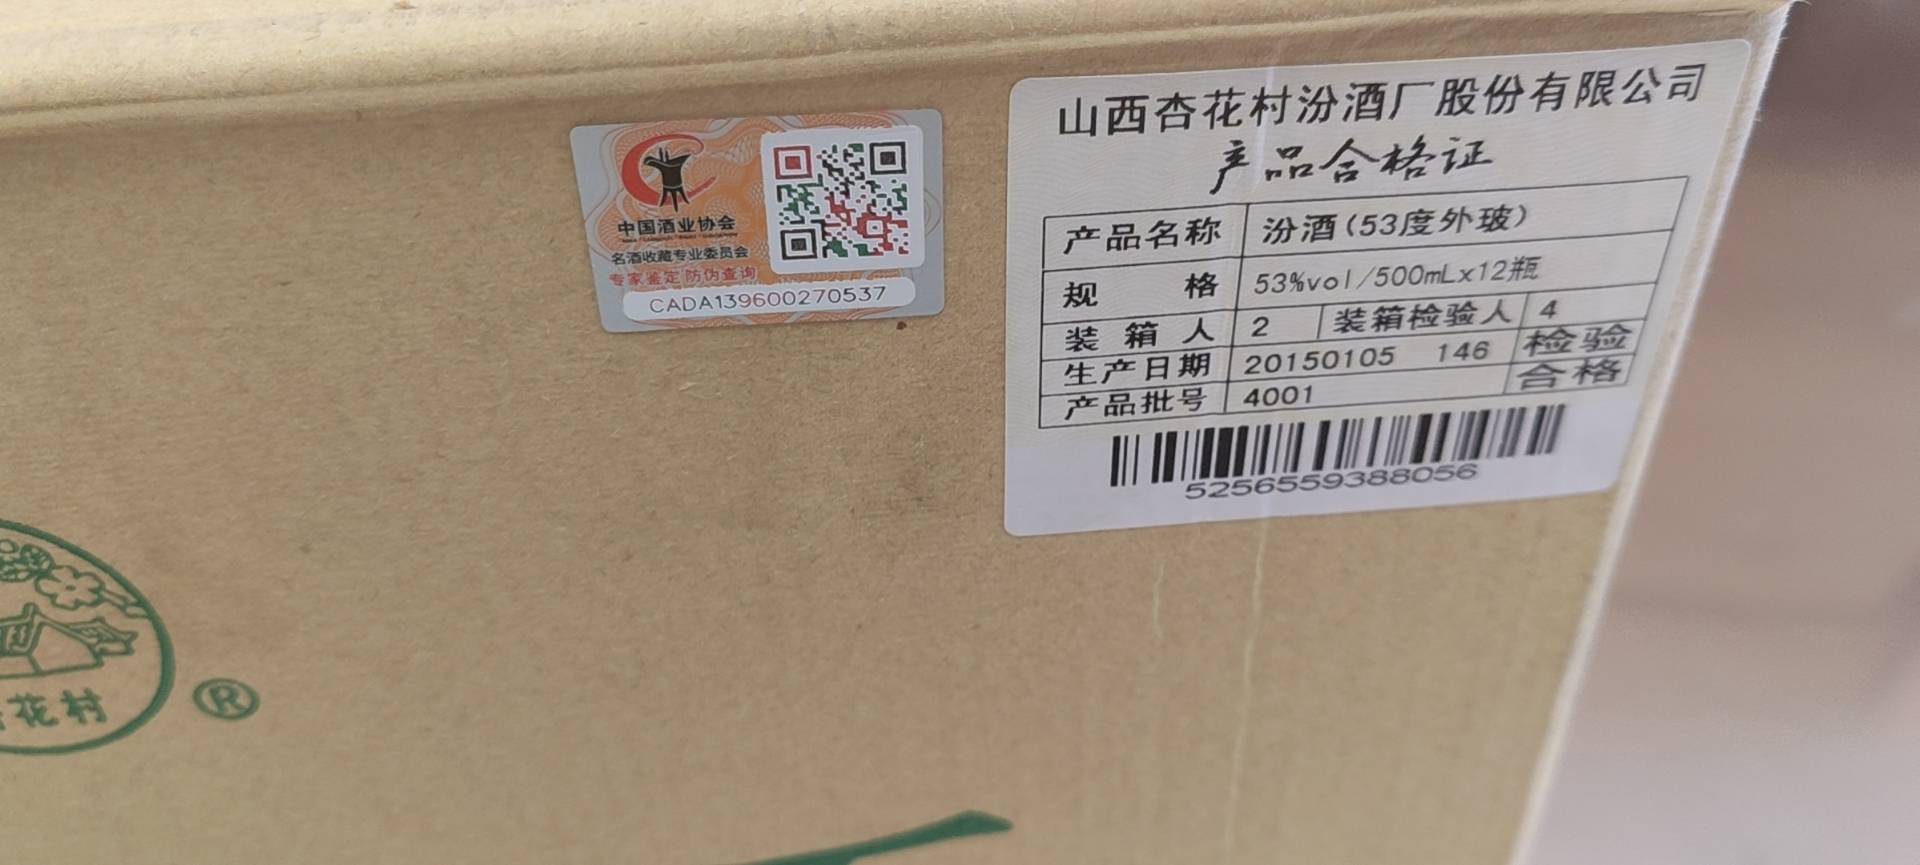 中国酒业协会
名酒收藏专业委员会
专家鉴定 防伪查询
CADA139600270537
山西杏花村汾酒厂股份有限公司
产品合格证
产品名称 汾酒(53度外玻)
规格 53%vol/500mLx12瓶
装箱人 2 装箱检验人 4
生产日期 20150105 146 检验
合格
产品批号 4001
5256559388056
花村
®